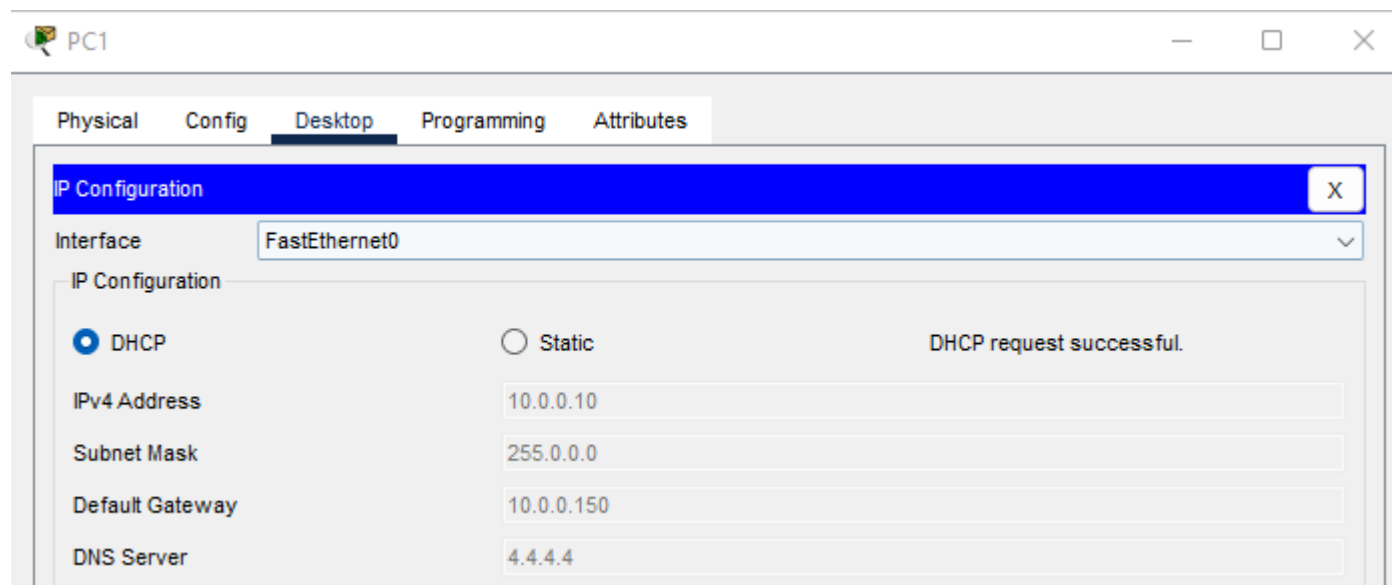 PC1
Physical Config Desktop Programming Attributes
IP Configuration X
Interface FastEthernet0
IP Configuration
DHCP Static DHCP request successful.
IPv4 Address 10.0.0.10
Subnet Mask 255.0.0.0
Default Gateway 10.0.0.150
DNS Server 4.4.4.4